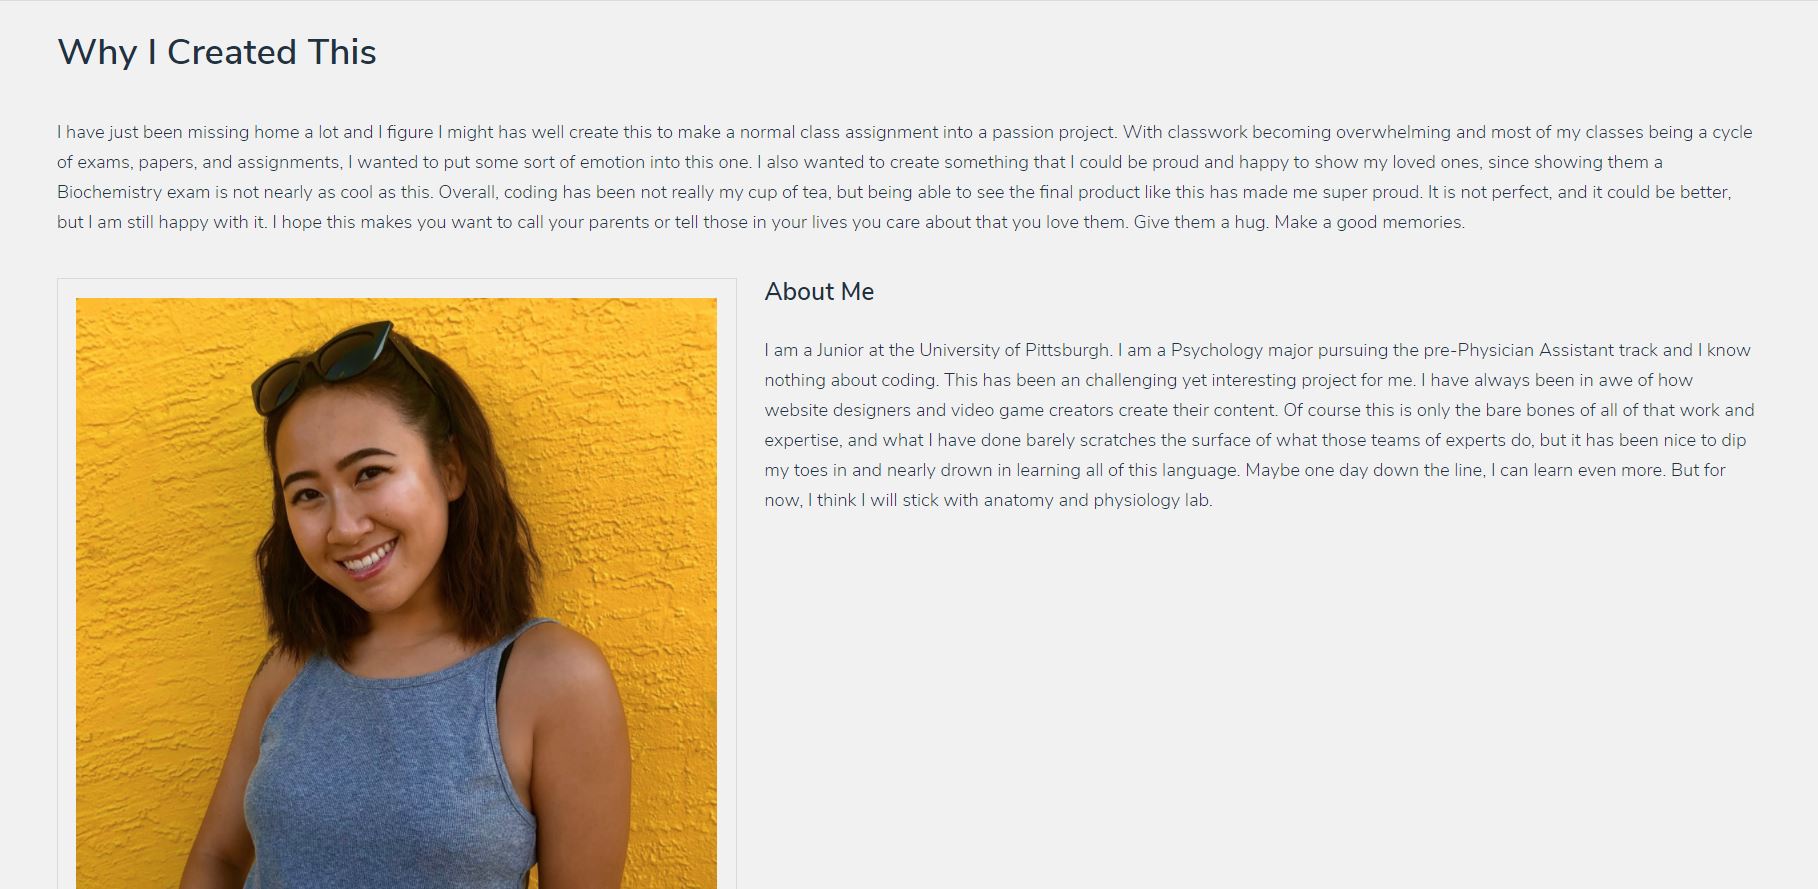 Why I Created This
I have just been missing home a lot and I figure I might has well create this to make a normal class assignment into a passion project. With classwork becoming overwhelming and most of my classes being a cycle
of exams, papers, and assignments, I wanted to put some sort of emotion into this one. I also wanted to create something that I could be proud and happy to show my loved ones, since showing them a
Biochemistry exam is not nearly as cool as this. Overall, coding has been not really my cup of tea, but being able to see the final product like this has made me super proud. It is not perfect, and it could be better,
but I am still happy with it. I hope this makes you want to call your parents or tell those in your lives you care about that you love them. Give them a hug. Make a good memories.
About Me
I am a Junior at the University of Pittsburgh. I am a Psychology major pursuing the pre-Physician Assistant track and I know
nothing about coding. This has been an challenging yet interesting project for me. I have always been in awe of how
website designers and video game creators create their content. Of course this is only the bare bones of all of that work and
expertise, and what I have done barely scratches the surface of what those teams of experts do, but it has been nice to dip
my toes in and nearly drown in learning all of this language. Maybe one day down the line, I can learn even more. But for
now, I think I will stick with anatomy and physiology lab.